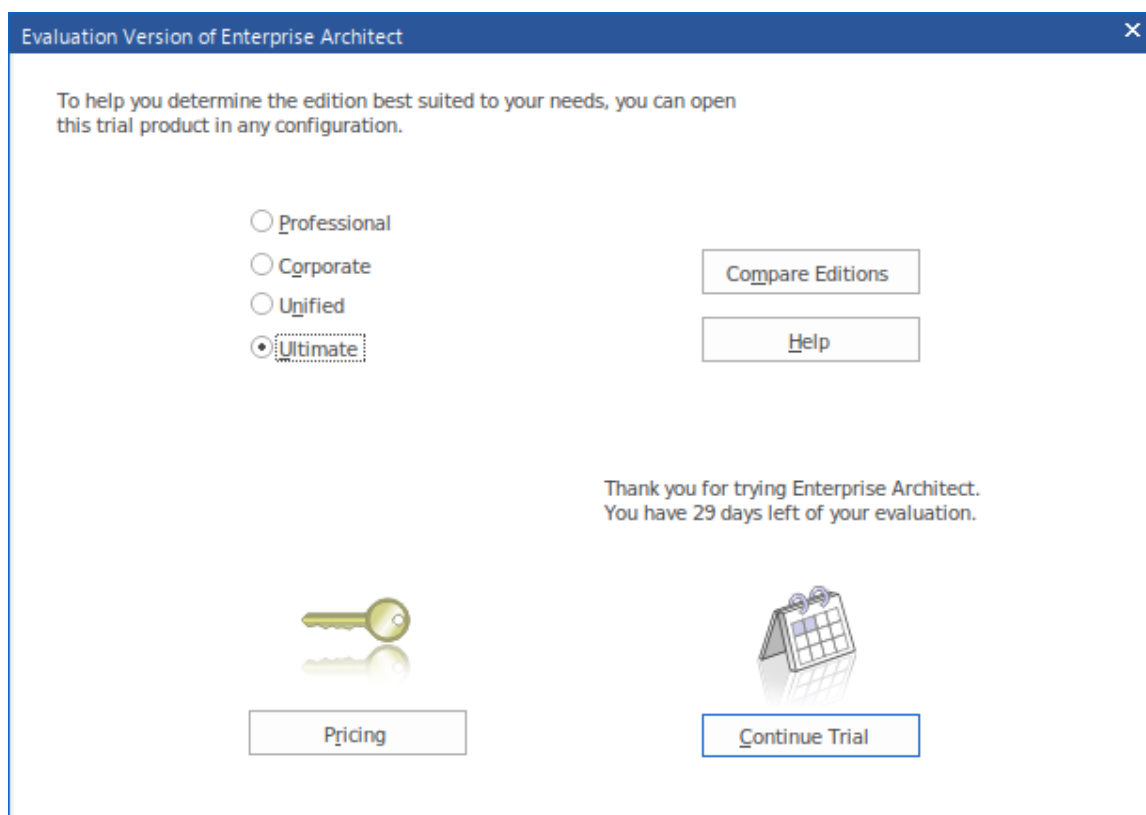 Evaluation Version of Enterprise Architect
To help you determine the edition best suited to your needs, you can open
this trial product in any configuration.
Professional
Corporate
Unified
Ultimate
Compare Editions
Help
Thank you for trying Enterprise Architect.
You have 29 days left of your evaluation.
Pricing
Continue Trial